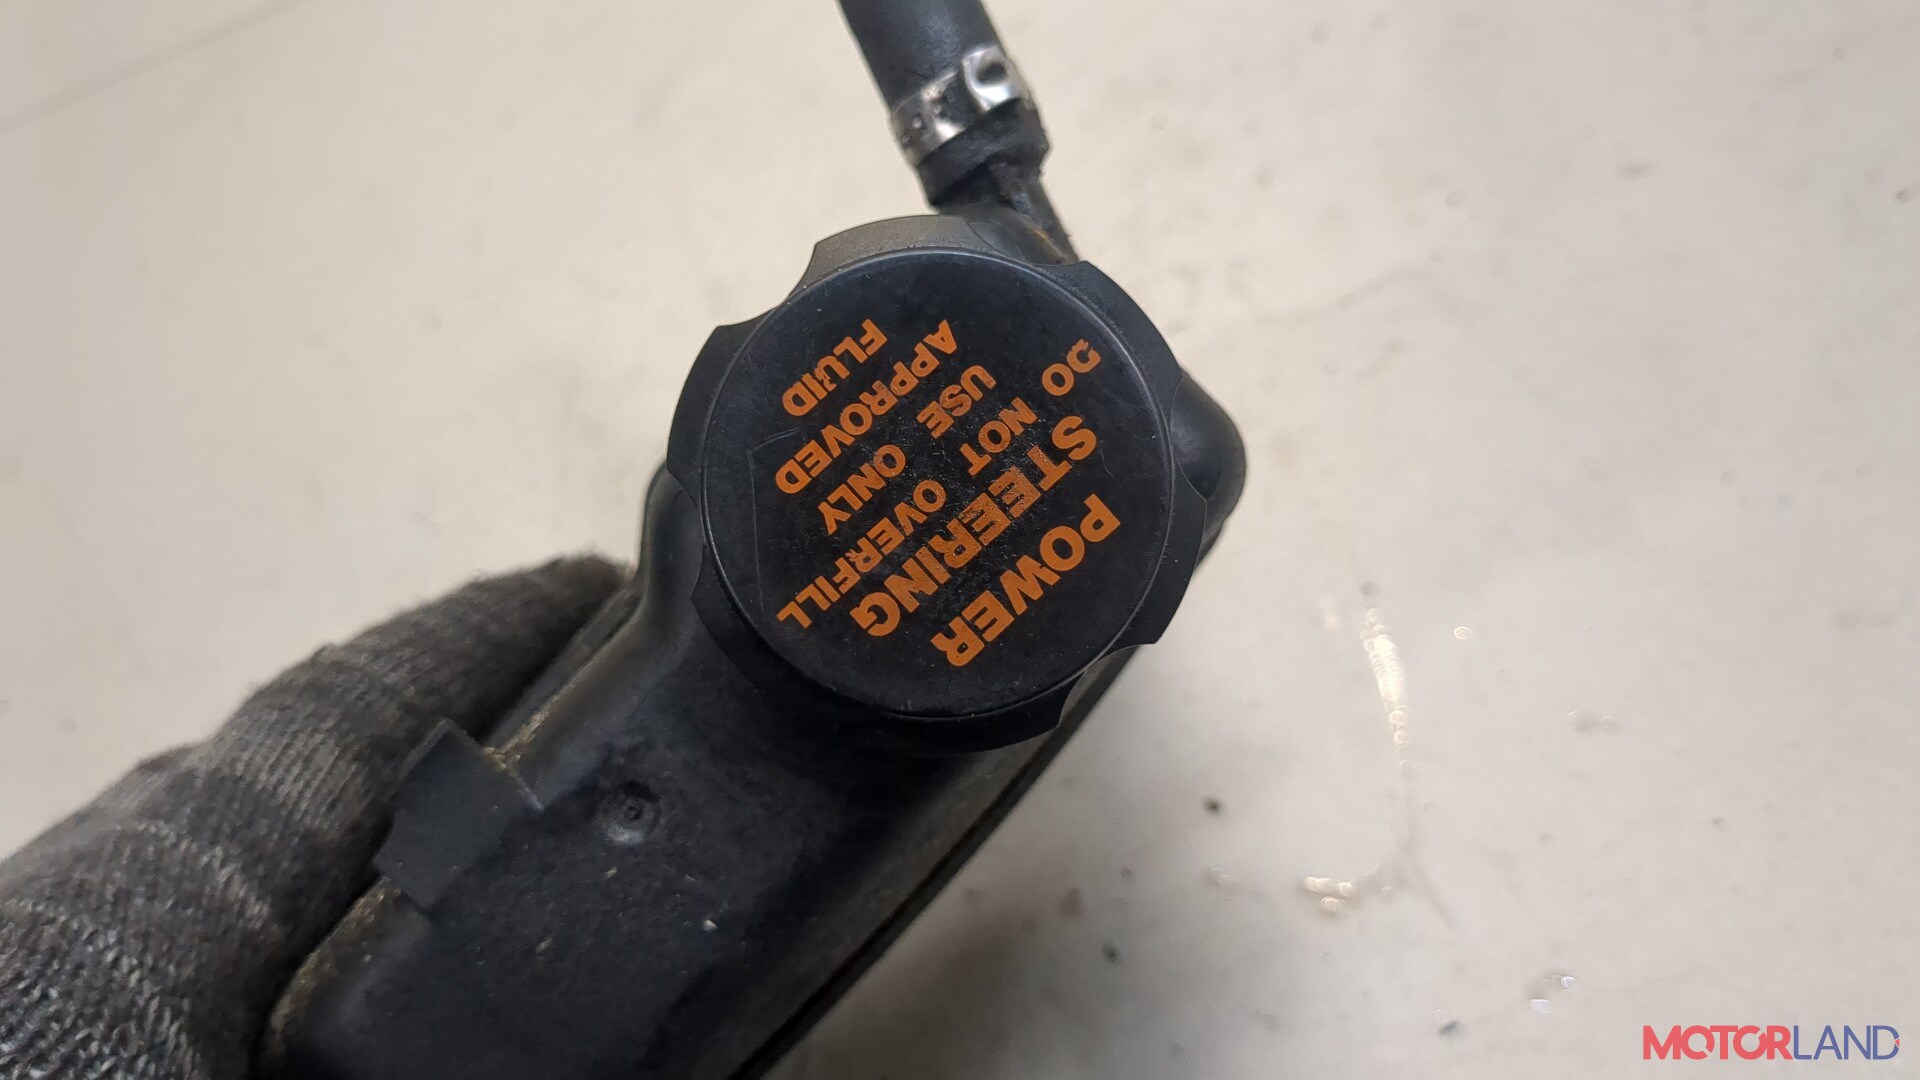 POWER
STEERING
DO NOT OVERFILL
USE ONLY
APPROVED
FLUID
MOTORLAND